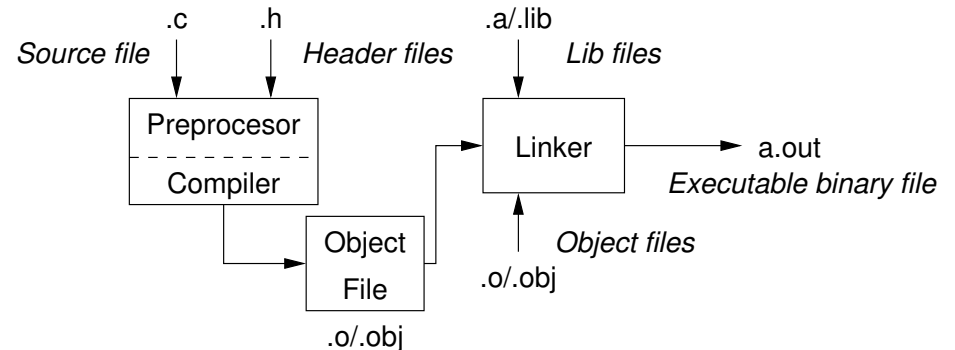 .c
.h
.a/.lib
Source file
Header files
Lib files
Preprocesor
Compiler
Linker
a.out
Executable binary file
Object
File
.o/.obj
Object files
.o/.obj